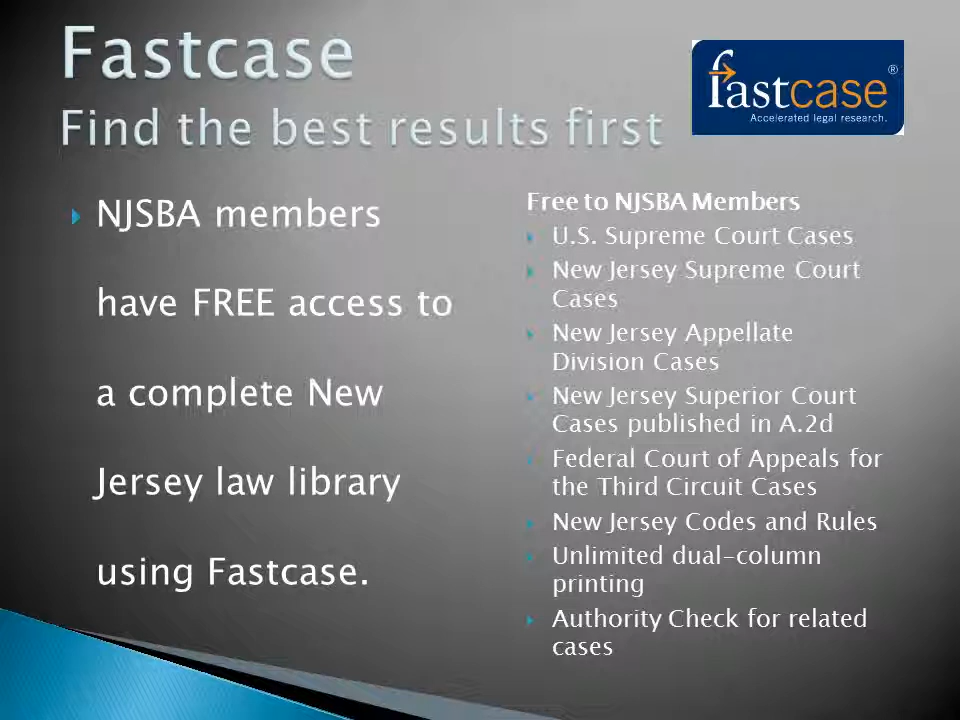 Fastcase
Find the best results first
fastcase®
Accelerated legal research.
NJSBA members
have FREE access to
a complete New
Jersey law library
using Fastcase.
Free to NJSBA Members
U.S. Supreme Court Cases
New Jersey Supreme Court
Cases
New Jersey Appellate
Division Cases
New Jersey Superior Court
Cases published in A.2d
Federal Court of Appeals for
the Third Circuit Cases
New Jersey Codes and Rules
Unlimited dual-column
printing
Authority Check for related
cases